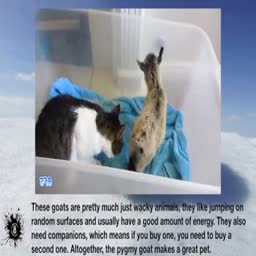 These goats are pretty much just wacky animals, they like jumping on
random surfaces and usually have a good amount of energy. They also
need companions, which means if you buy one, you need to buy a
second one. Altogether, the pygmy goat makes a great pet.